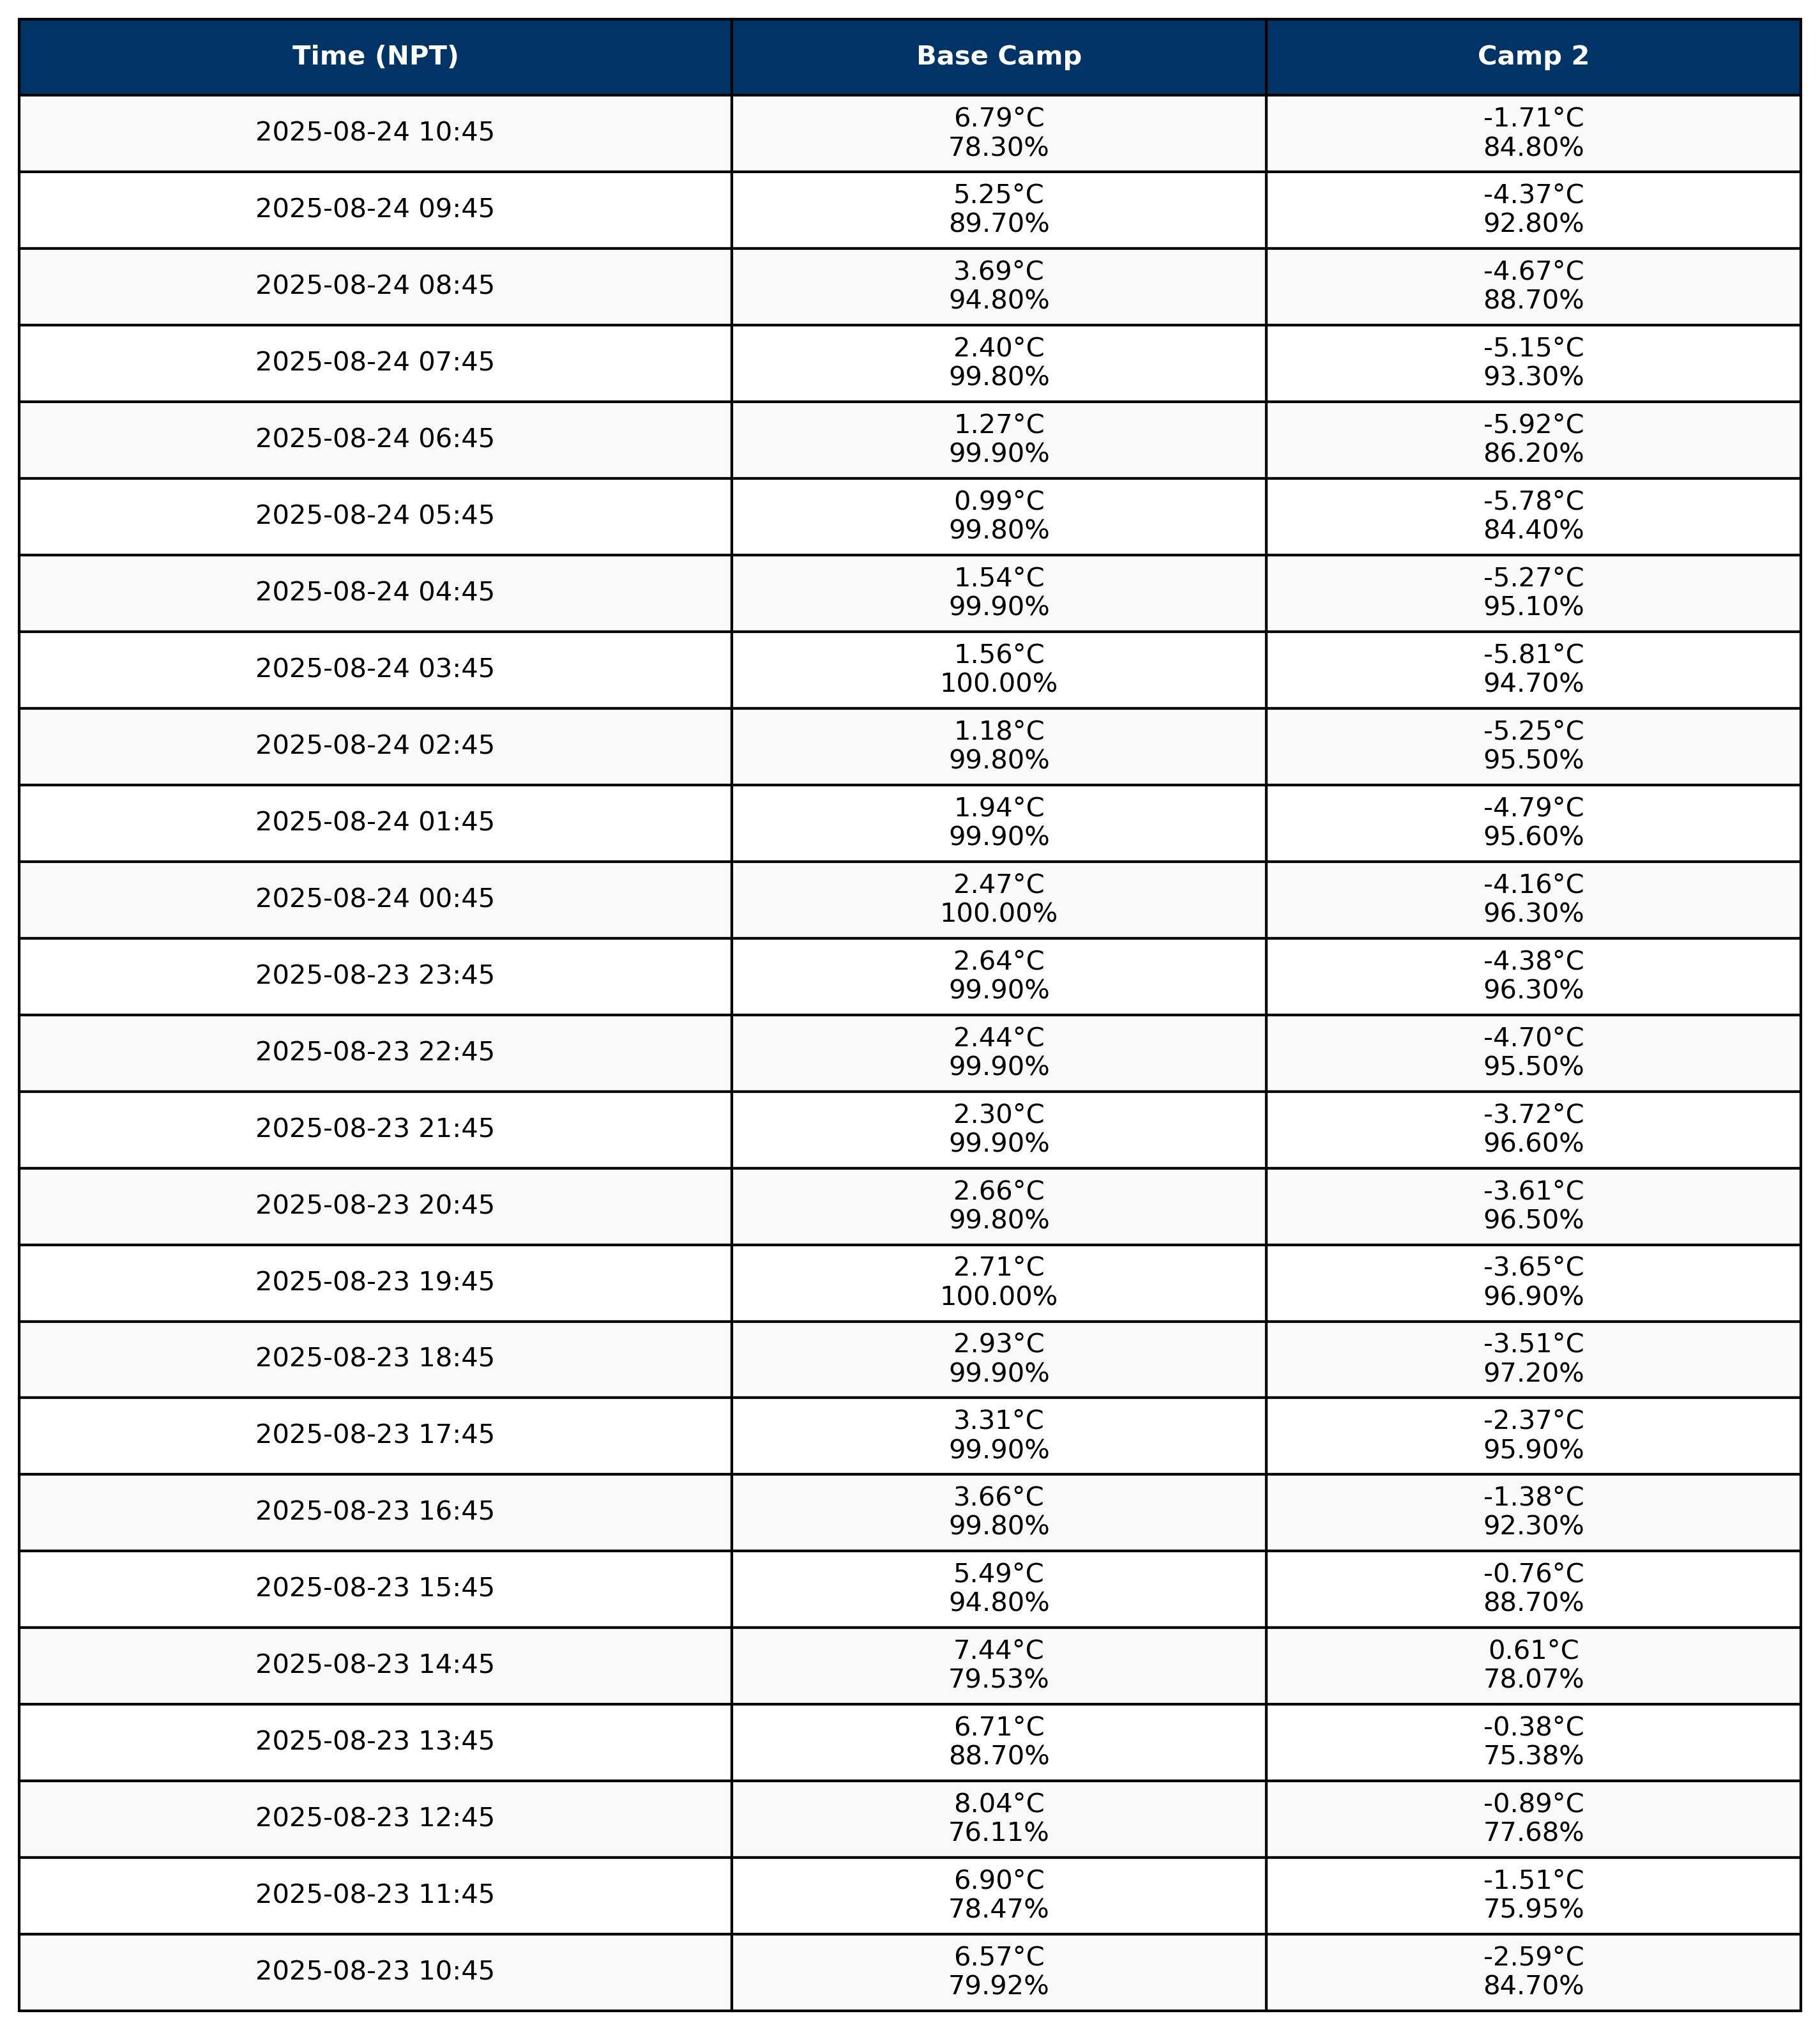 Time (NPT) Base Camp Camp 2
2025-08-24 10:45 6.79°C -1.71°C
78.30% 84.80%
2025-08-24 09:45 5.25°C -4.37°C
89.70% 92.80%
2025-08-24 08:45 3.69°C -4.67°C
94.80% 88.70%
2025-08-24 07:45 2.40°C -5.15°C
99.80% 93.30%
2025-08-24 06:45 1.27°C -5.92°C
99.90% 86.20%
2025-08-24 05:45 0.99°C -5.78°C
99.80% 84.40%
2025-08-24 04:45 1.54°C -5.27°C
99.90% 95.10%
2025-08-24 03:45 1.56°C -5.81°C
100.00% 94.70%
2025-08-24 02:45 1.18°C -5.25°C
99.80% 95.50%
2025-08-24 01:45 1.94°C -4.79°C
99.90% 95.60%
2025-08-24 00:45 2.47°C -4.16°C
100.00% 96.30%
2025-08-23 23:45 2.64°C -4.38°C
99.90% 96.30%
2025-08-23 22:45 2.44°C -4.70°C
99.90% 95.50%
2025-08-23 21:45 2.30°C -3.72°C
99.90% 96.60%
2025-08-23 20:45 2.66°C -3.61°C
99.80% 96.50%
2025-08-23 19:45 2.71°C -3.65°C
100.00% 96.90%
2025-08-23 18:45 2.93°C -3.51°C
99.90% 97.20%
2025-08-23 17:45 3.31°C -2.37°C
99.90% 95.90%
2025-08-23 16:45 3.66°C -1.38°C
99.80% 92.30%
2025-08-23 15:45 5.49°C -0.76°C
94.80% 88.70%
2025-08-23 14:45 7.44°C 0.61°C
79.53% 78.07%
2025-08-23 13:45 6.71°C -0.38°C
88.70% 75.38%
2025-08-23 12:45 8.04°C -0.89°C
76.11% 77.68%
2025-08-23 11:45 6.90°C -1.51°C
78.47% 75.95%
2025-08-23 10:45 6.57°C -2.59°C
79.92% 84.70%